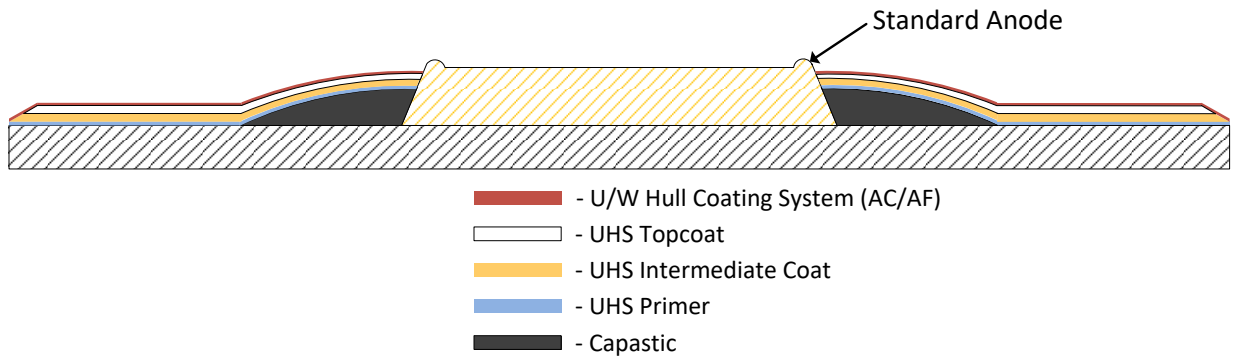 Standard Anode
- U/W Hull Coating System (AC/AF)
- UHS Topcoat
- UHS Intermediate Coat
- UHS Primer
- Capastic